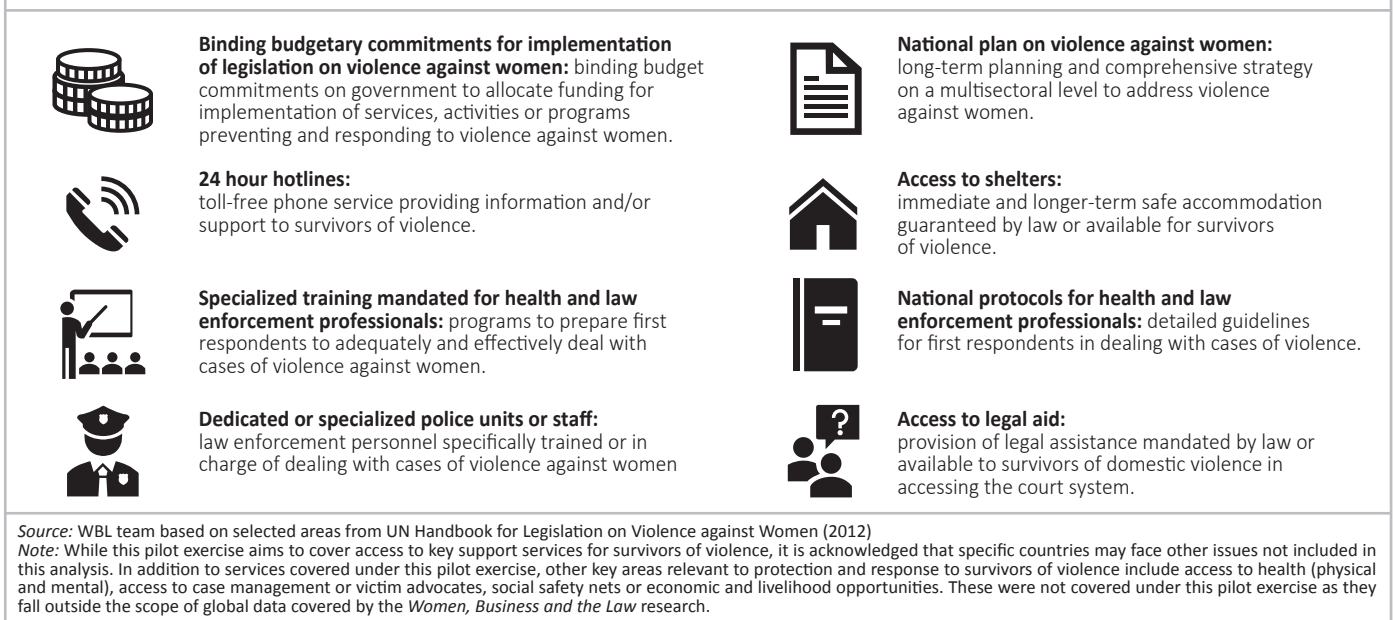 Binding budgetary commitments for implementation
of legislation on violence against women: binding budget
commitments on government to allocate funding for
implementation of services, activities or programs
preventing and responding to violence against women.
National plan on violence against women:
long-term planning and comprehensive strategy
on a multisectoral level to address violence
against women.
24 hour hotlines:
toll-free phone service providing information and/or
support to survivors of violence.
Access to shelters:
immediate and longer-term safe accommodation
guaranteed by law or available for survivors
of violence.
Specialized training mandated for health and law
enforcement professionals: programs to prepare first
respondents to adequately and effectively deal with
cases of violence against women.
National protocols for health and law
enforcement professionals: detailed guidelines
for first respondents in dealing with cases of violence.
Dedicated or specialized police units or staff:
law enforcement personnel specifically trained or in
charge of dealing with cases of violence against women
?
Access to legal aid:
provision of legal assistance mandated by law or
available to survivors of domestic violence in
accessing the court system.
Source: WBL team based on selected areas from UN Handbook for Legislation on Violence against Women (2012)
Note: While this pilot exercise aims to cover access to key support services for survivors of violence, it is acknowledged that specific countries may face other issues not included in
this analysis. In addition to services covered under this pilot exercise, other key areas relevant to protection and response to survivors of violence include access to health (physical
and mental), access to case management or victim advocates, social safety nets or economic and livelihood opportunities. These were not covered under this pilot exercise as they
fall outside the scope of global data covered by the Women, Business and the Law research.